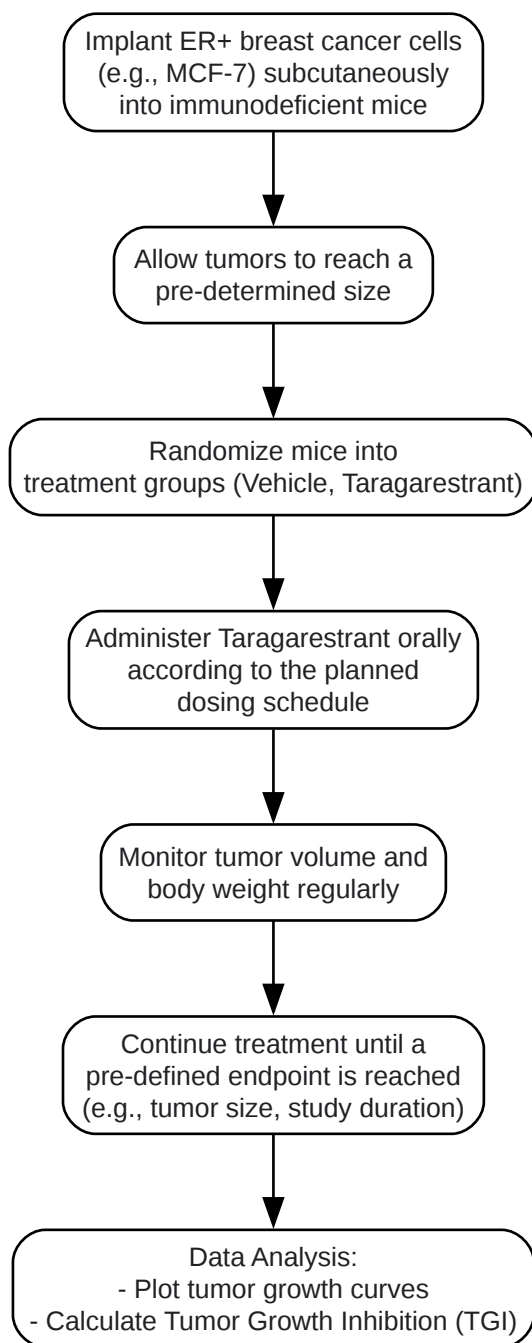 Implant ER+ breast cancer cells
(e.g., MCF-7) subcutaneously
into immunodeficient mice
Allow tumors to reach a
pre-determined size
Randomize mice into
treatment groups (Vehicle, Taragarestrant)
Administer Taragarestrant orally
according to the planned
dosing schedule
Monitor tumor volume and
body weight regularly
Continue treatment until a
pre-defined endpoint is reached
(e.g., tumor size, study duration)
Data Analysis:
- Plot tumor growth curves
- Calculate Tumor Growth Inhibition (TGI)